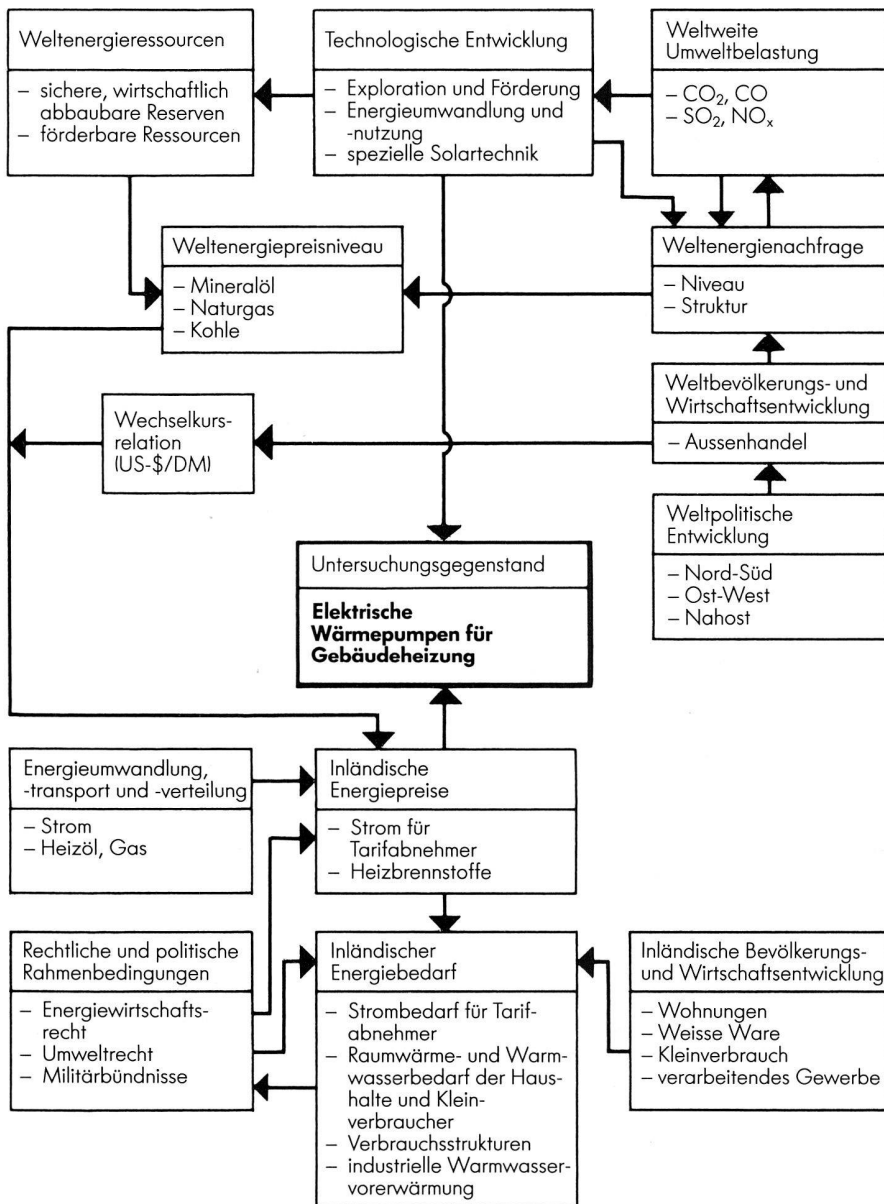 Weltenergieressourcen
– sichere, wirtschaftlich
abbaubare Reserven
– förderbare Ressourcen
Technologische Entwicklung
– Exploration und Förderung
– Energieumwandlung und
-nutzung
– spezielle Solartechnik
Weltweite
Umweltbelastung
– CO₂, CO
– SO₂, NOₓ
Weltenergiepreisniveau
– Mineralöl
– Naturgas
– Kohle
Weltenergienachfrage
– Niveau
– Struktur
Wechselkurs-
relation
(US-$/DM)
Weltbevölkerungs- und
Wirtschaftsentwicklung
– Aussenhandel
Weltpolitische
Entwicklung
– Nord-Süd
– Ost-West
– Nahost
Untersuchungsgegenstand
Elektrische
Wärmepumpen für
Gebäudeheizung
Energieumwandlung,
-transport und -verteilung
– Strom
– Heizöl, Gas
Inländische
Energiepreise
– Strom für
Tarifabnehmer
– Heizbrennstoffe
Rechtliche und politische
Rahmenbedingungen
– Energiewirtschafts-
recht
– Umweltrecht
– Militärbündnisse
Inländischer
Energiebedarf
– Strombedarf für Tarif-
abnehmer
– Raumwärme- und Warm-
wasserbedarf der Haus-
halte und Klein-
verbraucher
– Verbrauchsstrukturen
– industrielle Warmwasser-
vorerwärmung
Inländische Bevölkerungs-
und Wirtschaftsentwicklung
– Wohnungen
– Weisse Ware
– Kleinverbrauch
– verarbeitendes Gewerbe